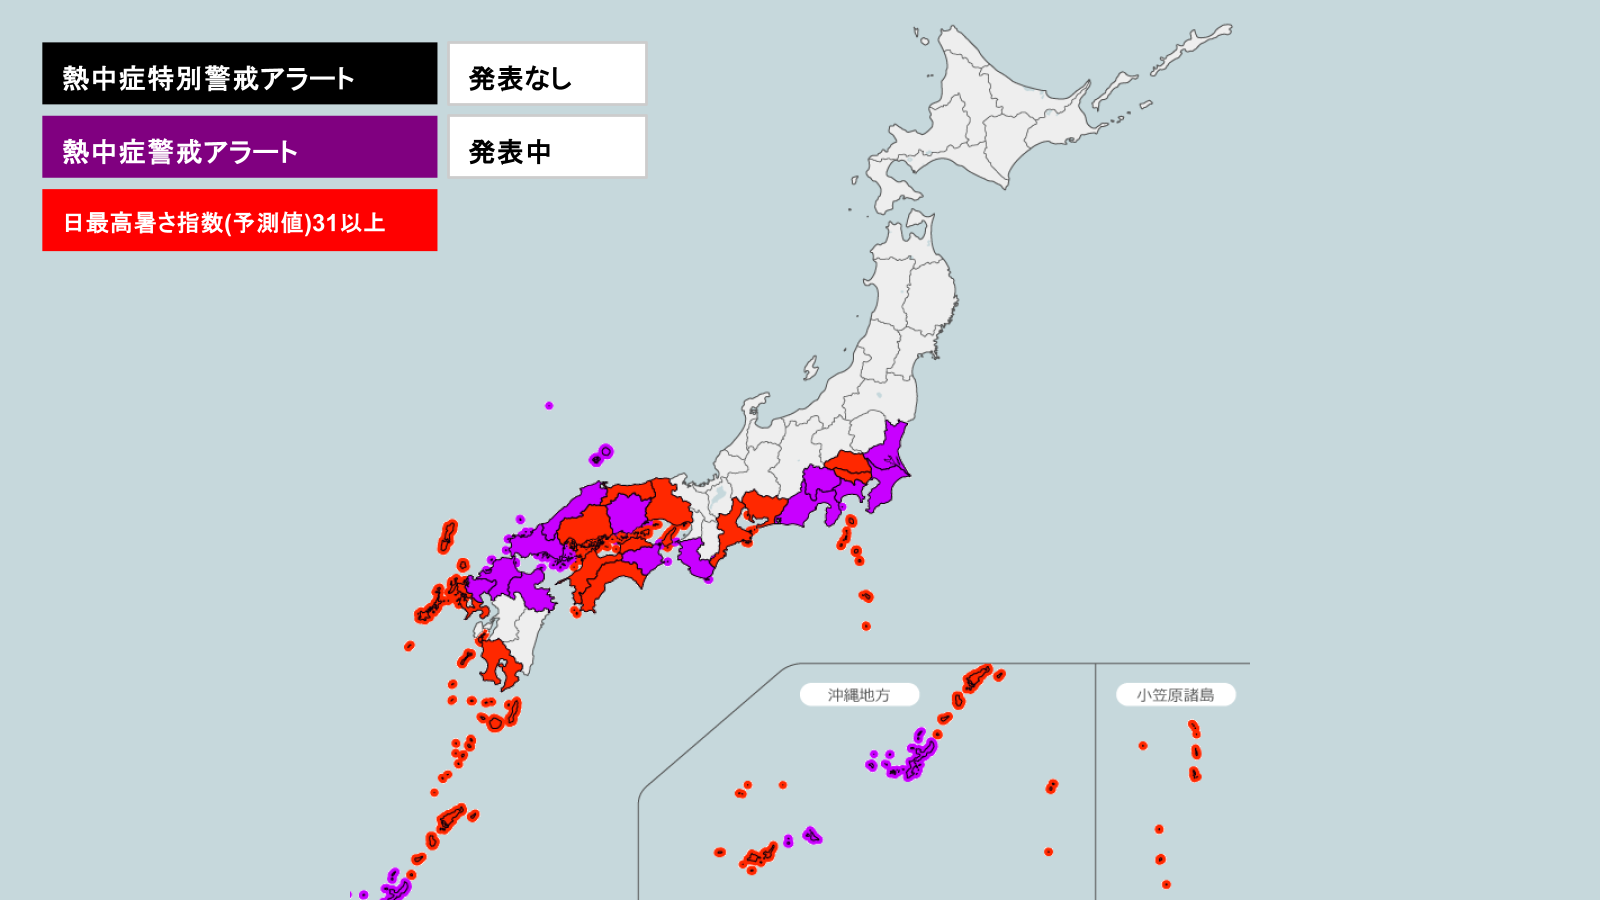 熱中症特別警戒アラート
発表なし
熱中症警戒アラート
発表中
日最高暑さ指数(予測値)31以上
沖縄地方
小笠原諸島